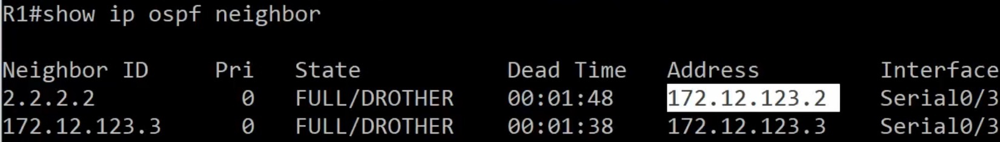 R1#show ip ospf neighbor
Neighbor ID Pri State Dead Time Address Interface
2.2.2.2 0 FULL/DROTHER 00:01:48 172.12.123.2 Serial0/3
172.12.123.3 0 FULL/DROTHER 00:01:38 172.12.123.3 Serial0/3